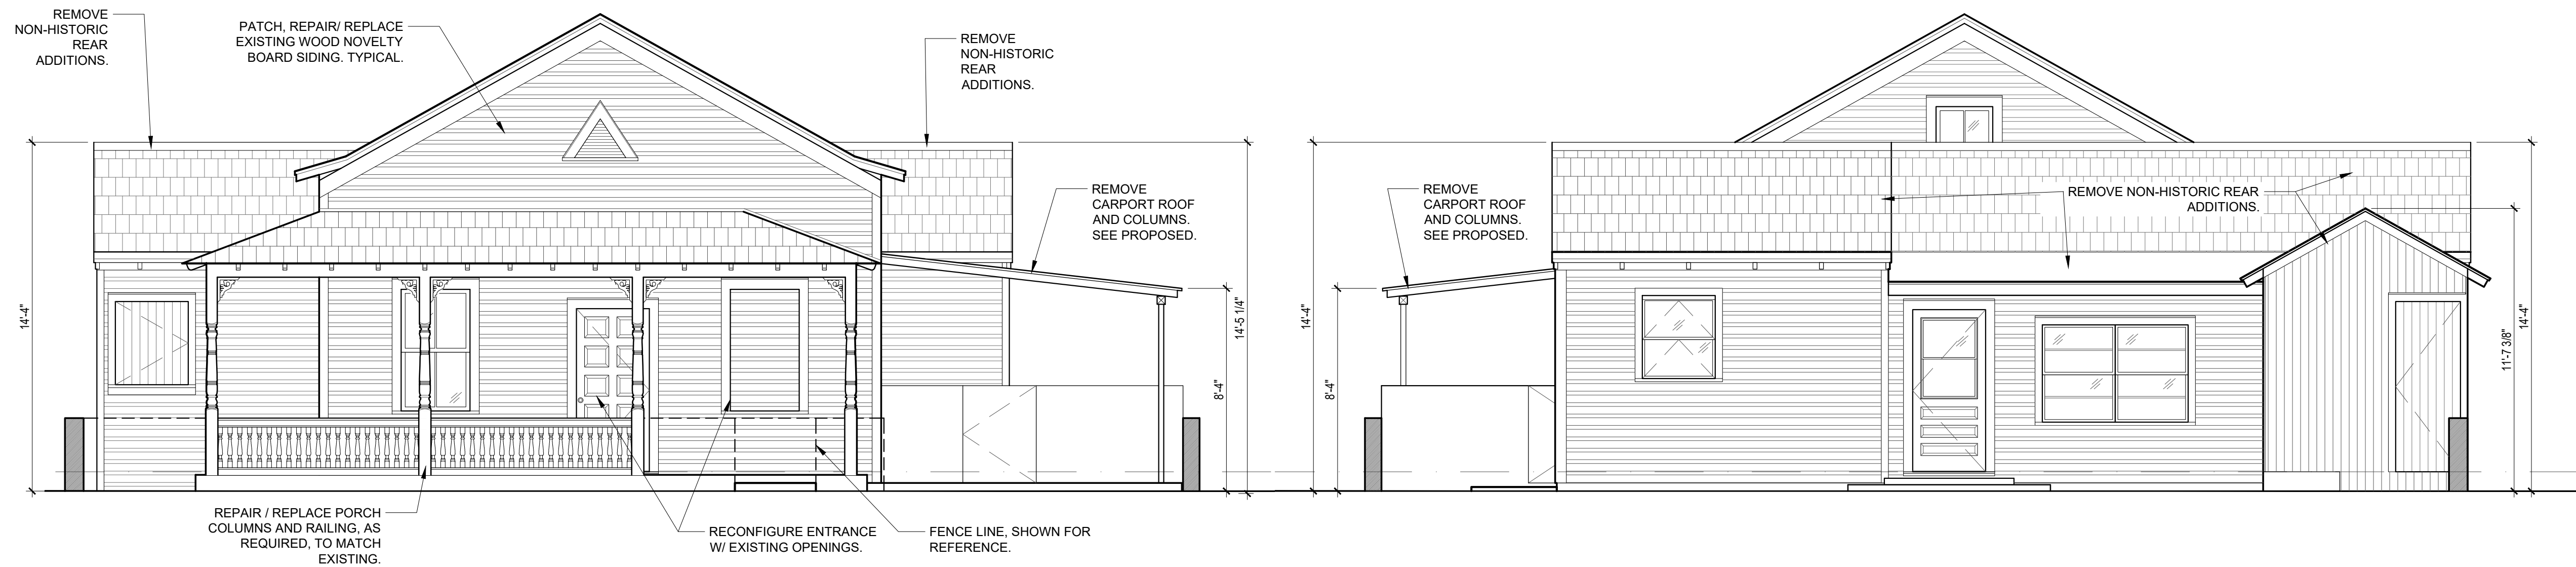 REMOVE
NON-HISTORIC
REAR
ADDITIONS.
PATCH, REPAIR/ REPLACE
EXISTING WOOD NOVELTY
BOARD SIDING. TYPICAL.
REMOVE
NON-HISTORIC
REAR
ADDITIONS.
REMOVE
CARPORT ROOF
AND COLUMNS.
SEE PROPOSED.
14'-4"
8'-4"
14'-5 1/4"
REPAIR / REPLACE PORCH
COLUMNS AND RAILING, AS
REQUIRED, TO MATCH
EXISTING.
RECONFIGURE ENTRANCE
W/ EXISTING OPENINGS.
FENCE LINE, SHOWN FOR
REFERENCE.
14'-4"
8'-4"
REMOVE
CARPORT ROOF
AND COLUMNS.
SEE PROPOSED.
REMOVE NON-HISTORIC REAR
ADDITIONS.
11'-7 3/8"
14'-4"